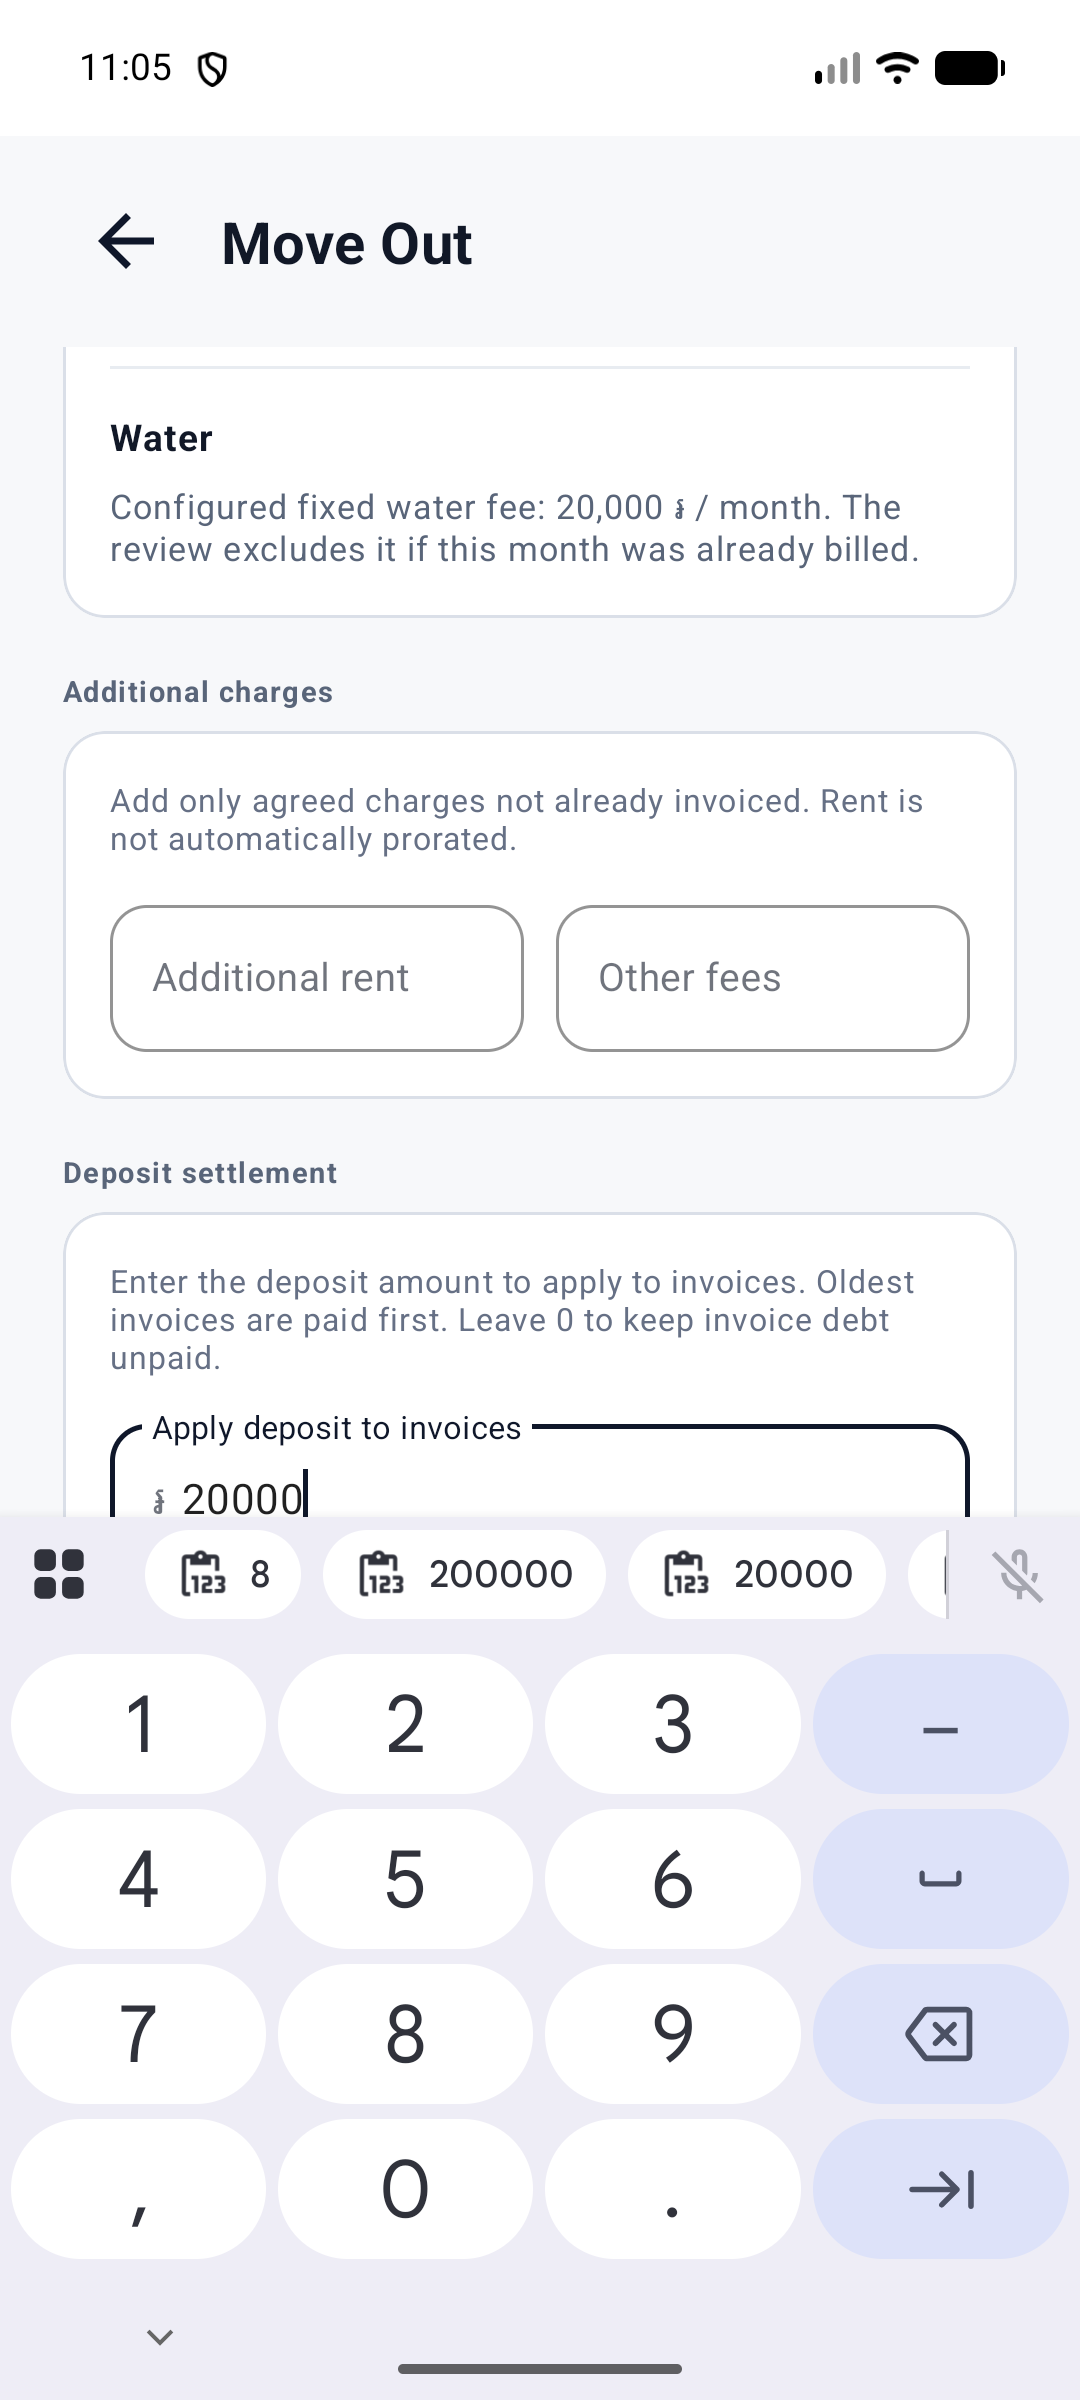 11:05
Move Out
Water
Configured fixed water fee: 20,000 ៛ / month. The
review excludes it if this month was already billed.
Additional charges
Add only agreed charges not already invoiced. Rent is
not automatically prorated.
Additional rent
Other fees
Deposit settlement
Enter the deposit amount to apply to invoices. Oldest
invoices are paid first. Leave 0 to keep invoice debt
unpaid.
Apply deposit to invoices
៛ 20000
123 8 123 200000 123 20000
1 2 3 –
4 5 6
7 8 9
, 0 .